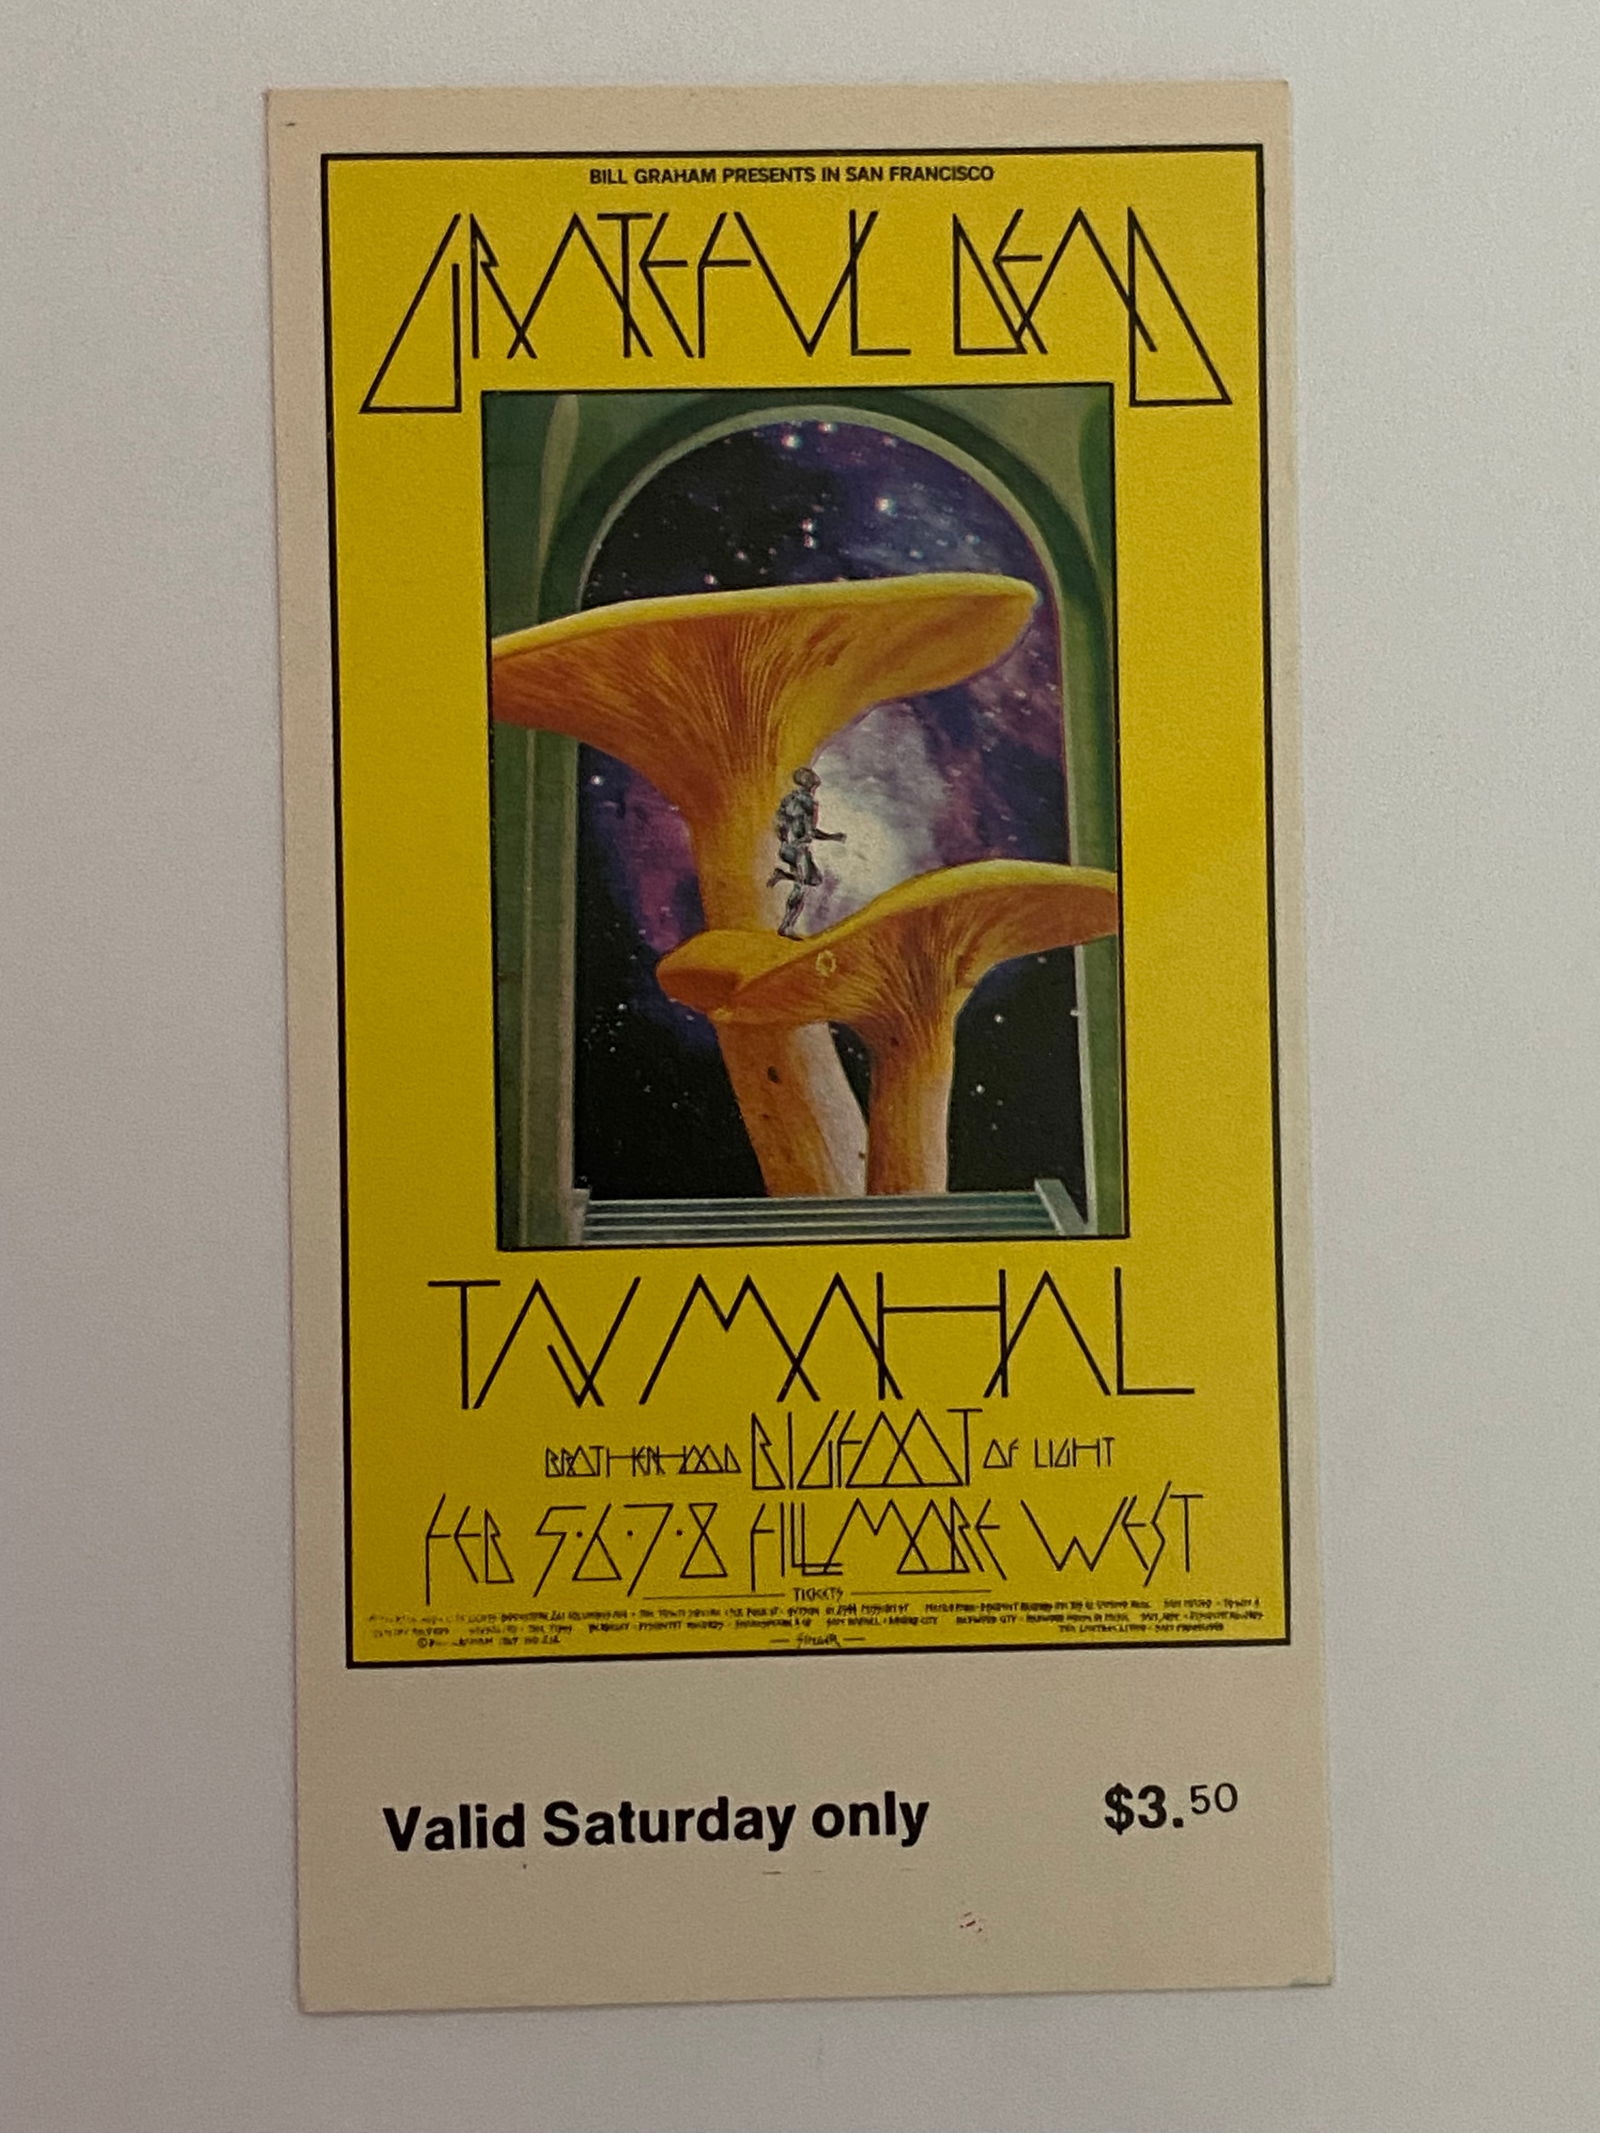 BILL GRAHAM PRESENTS IN SAN FRANCISCO
GRATEFUL DEAD
TAJ MAHAL
BROTHERHOOD BIGFOOT OF LIGHT
FEB 5·6·7·8 FILLMORE WEST
TICKETS
SINGER
Valid Saturday only $3.50